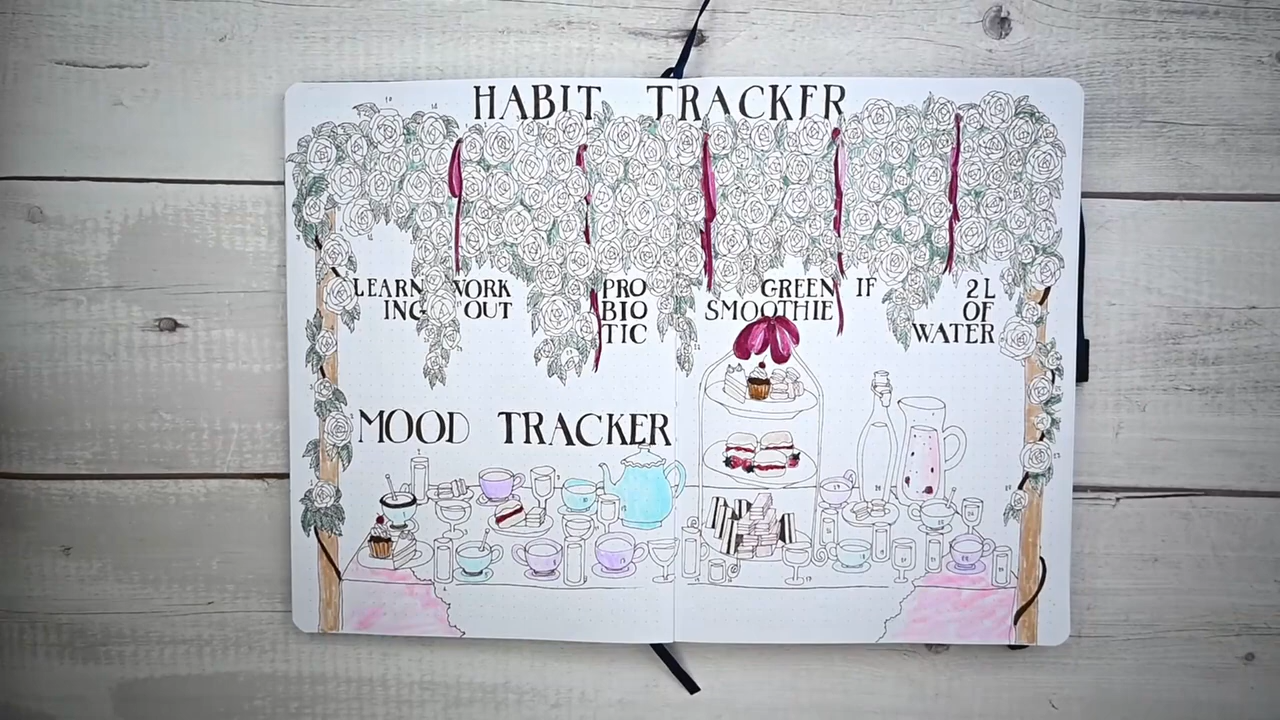 HABIT TRACKER
LEARN
ING
WORK
OUT
PRO
BIO
TIC
GREEN
SMOOTHIE
IF
2L
OF
WATER
MOOD TRACKER